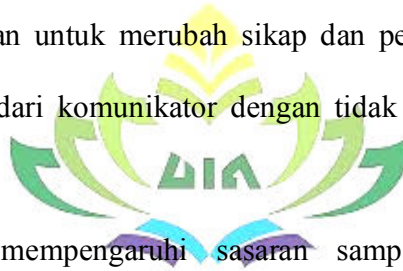 an untuk merubah sikap dan pe
dari komunikator dengan tidak
UIN
mempengaruhi sasaran samp